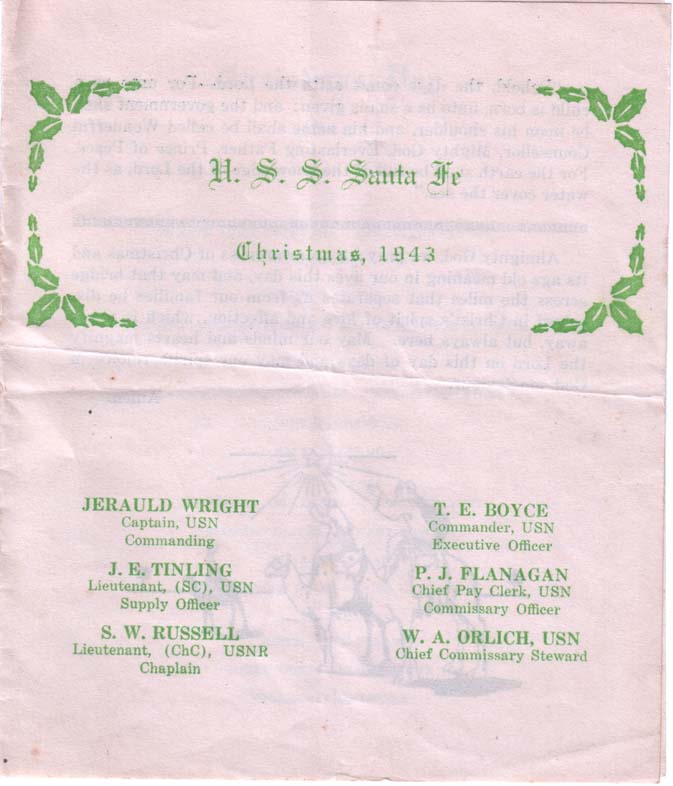 U. S. S. Santa Fe
Christmas, 1943
JERAULD WRIGHT
Captain, USN
Commanding
J. E. TINLING
Lieutenant, (SC), USN
Supply Officer
S. W. RUSSELL
Lieutenant, (ChC), USNR
Chaplain
T. E. BOYCE
Commander, USN
Executive Officer
P. J. FLANAGAN
Chief Pay Clerk, USN
Commissary Officer
W. A. ORLICH, USN
Chief Commissary Steward